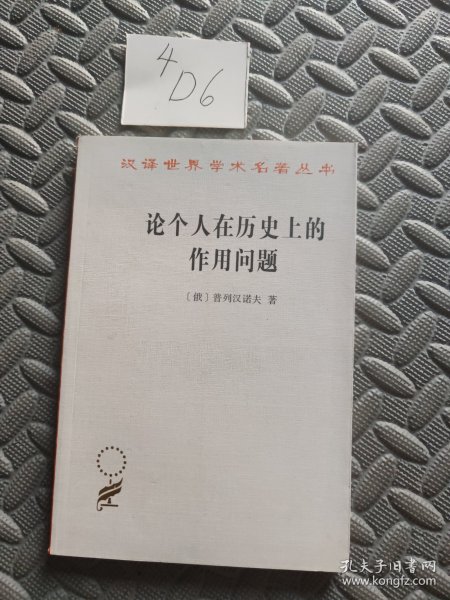 4
D6
汉译世界学术名著丛书
论个人在历史上的
作用问题
〔俄〕普列汉诺夫 著
孔夫子旧书网
www.kongfz.com